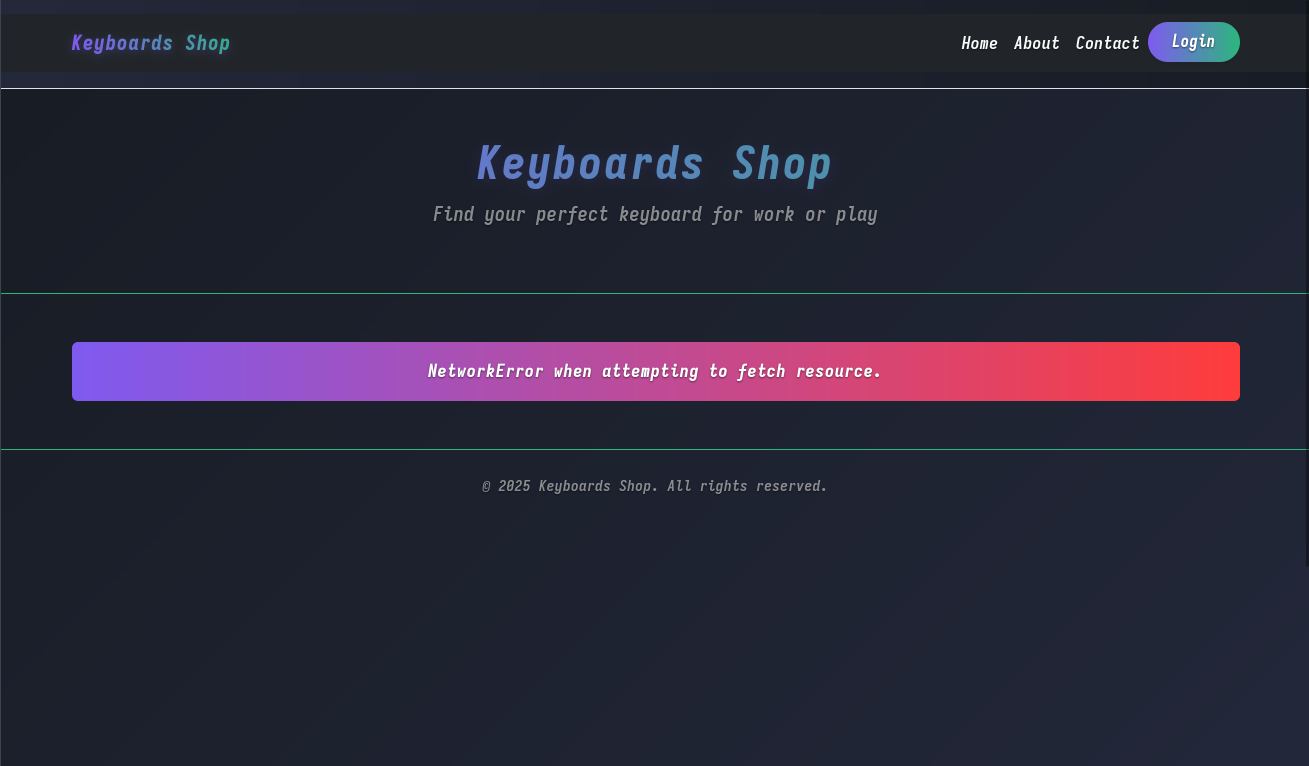 Keyboards Shop
Home About Contact Login
Keyboards Shop
Find your perfect keyboard for work or play
NetworkError when attempting to fetch resource.
© 2025 Keyboards Shop. All rights reserved.